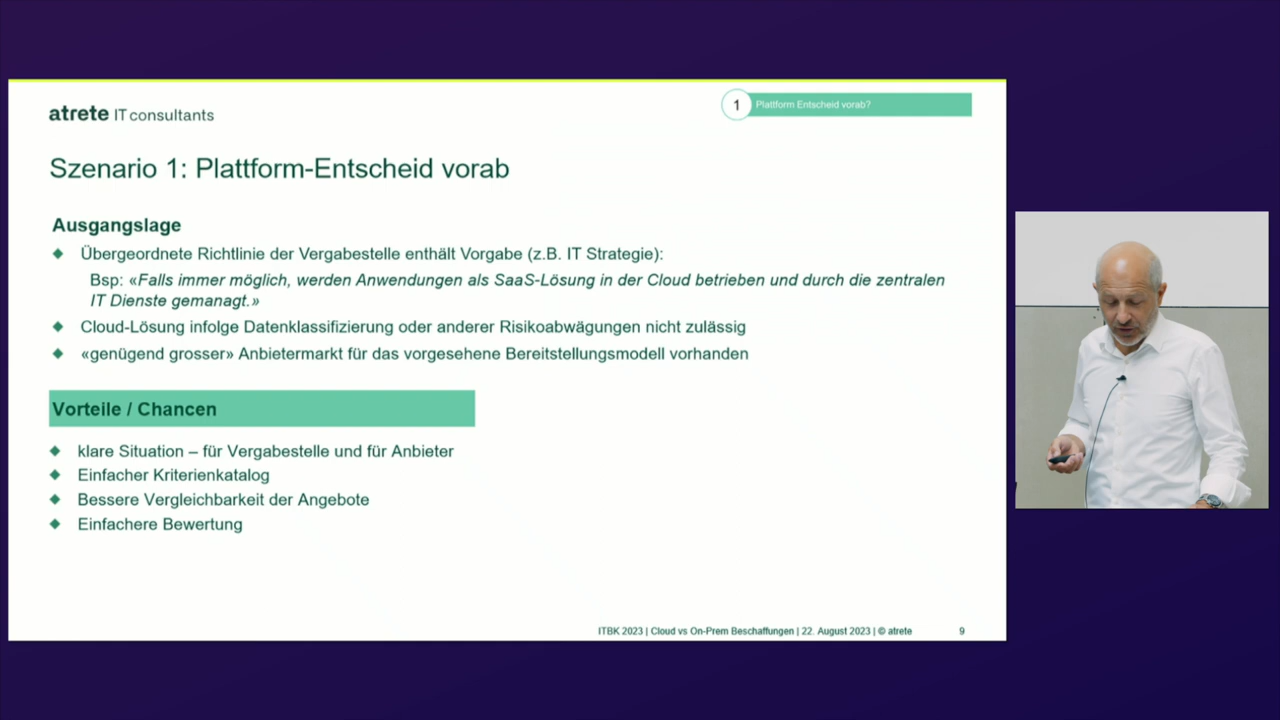 atrete IT consultants
1 Plattform Entscheid vorab?
Szenario 1: Plattform-Entscheid vorab
Ausgangslage
Übergeordnete Richtlinie der Vergabestelle enthält Vorgabe (z.B. IT Strategie):
Bsp: «Falls immer möglich, werden Anwendungen als SaaS-Lösung in der Cloud betrieben und durch die zentralen
IT Dienste gemanagt.»
Cloud-Lösung infolge Datenklassifizierung oder anderer Risikoabwägungen nicht zulässig
«genügend grosser» Anbietermarkt für das vorgesehene Bereitstellungsmodell vorhanden
Vorteile / Chancen
klare Situation – für Vergabestelle und für Anbieter
Einfacher Kriterienkatalog
Bessere Vergleichbarkeit der Angebote
Einfachere Bewertung
ITBK 2023 | Cloud vs On-Prem Beschaffungen | 22. August 2023 | © atrete 9